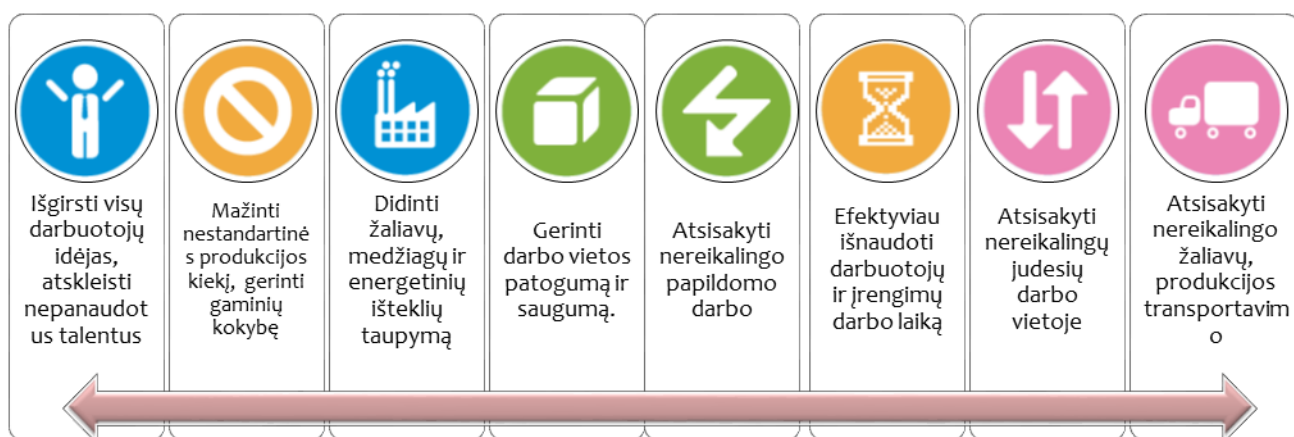 Išgirsti visų
darbuotojų
idėjas,
atskleisti
nepanaudot
us talentus
Mažinti
nestandartinė
s produkcijos
kiekį, gerinti
gaminių
kokybę
Didinti
žaliavų,
medžiagų ir
energetinių
išteklių
taupymą
Gerinti
darbo vietos
patogumą ir
saugumą.
Atsisakyti
nereikalingo
papildomo
darbo
Efektyviau
išnaudoti
darbuotojų
ir įrengimų
darbo laiką
Atsisakyti
nereikalingų
judesių
darbo
vietoje
Atsisakyti
nereikalingo
žaliavų,
produkcijos
transportavim
o